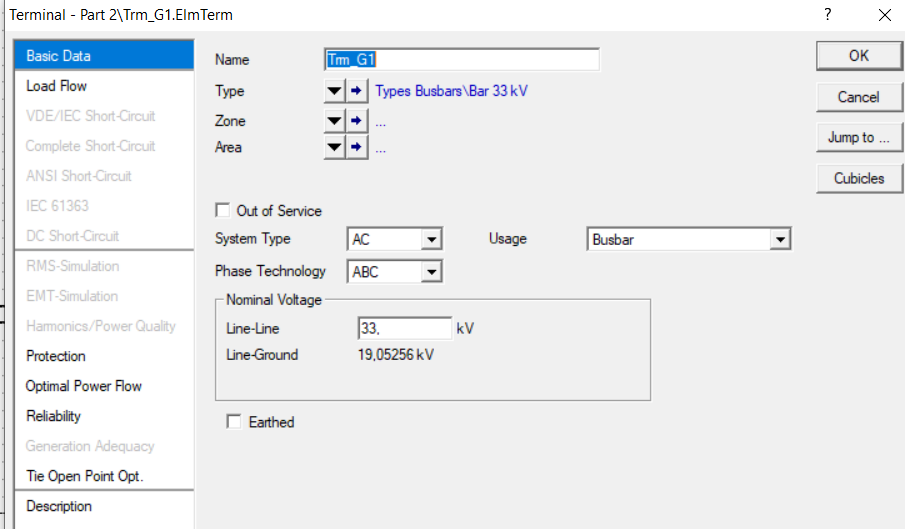 Terminal - Part 2\Trm_G1.ElmTerm
?
Basic Data
Load Flow
VDE/IEC Short-Circuit
Complete Short-Circuit
ANSI Short-Circuit
IEC 61363
DC Short-Circuit
RMS-Simulation
EMT-Simulation
Harmonics/Power Quality
Protection
Optimal Power Flow
Reliability
Generation Adequacy
Tie Open Point Opt.
Description
Name Trm_G1
Type Types Busbars\Bar 33 kV
Zone ...
Area ...
Out of Service
System Type AC Usage Busbar
Phase Technology ABC
Nominal Voltage
Line-Line 33, kV
Line-Ground 19,05256 kV
Earthed
OK
Cancel
Jump to ...
Cubicles